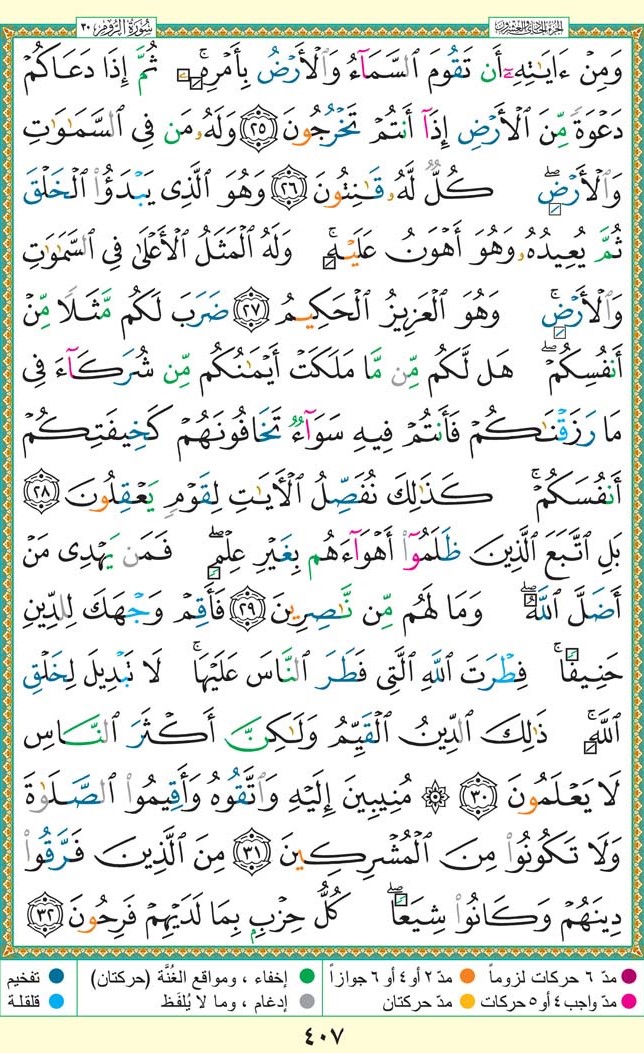 الجزء الحادي والعشرون
سورة الروم ٣٠
وَمِنْ ءَايَـٰتِهِۦٓ أَن تَقُومَ ٱلسَّمَآءُ وَٱلْأَرْضُ بِأَمْرِهِۦ ۚ ثُمَّ إِذَا دَعَاكُمْ
دَعْوَةً مِّنَ ٱلْأَرْضِ إِذَآ أَنتُمْ تَخْرُجُونَ ٢٥ وَلَهُۥ مَن فِى ٱلسَّمَـٰوَٰتِ
وَٱلْأَرْضِ ۖ كُلٌّ لَّهُۥ قَـٰنِتُونَ ٢٦ وَهُوَ ٱلَّذِى يَبْدَؤُا۟ ٱلْخَلْقَ
ثُمَّ يُعِيدُهُۥ وَهُوَ أَهْوَنُ عَلَيْهِ ۚ وَلَهُ ٱلْمَثَلُ ٱلْأَعْلَىٰ فِى ٱلسَّمَـٰوَٰتِ
وَٱلْأَرْضِ ۚ وَهُوَ ٱلْعَزِيزُ ٱلْحَكِيمُ ٢٧ ضَرَبَ لَكُم مَّثَلًا مِّنْ
أَنفُسِكُمْ ۖ هَل لَّكُم مِّن مَّا مَلَكَتْ أَيْمَـٰنُكُم مِّن شُرَكَآءَ فِى
مَا رَزَقْنَـٰكُمْ فَأَنتُمْ فِيهِ سَوَآءٌ تَخَافُونَهُمْ كَخِيفَتِكُمْ
أَنفُسَكُمْ ۚ كَذَٰلِكَ نُفَصِّلُ ٱلْـَٔايَـٰتِ لِقَوْمٍ يَعْقِلُونَ ٢٨
بَلِ ٱتَّبَعَ ٱلَّذِينَ ظَلَمُوٓا۟ أَهْوَآءَهُم بِغَيْرِ عِلْمٍ ۖ فَمَن يَهْدِى مَنْ
أَضَلَّ ٱللَّهُ ۖ وَمَا لَهُم مِّن نَّـٰصِرِينَ ٢٩ فَأَقِمْ وَجْهَكَ لِلدِّينِ
حَنِيفًا ۚ فِطْرَتَ ٱللَّهِ ٱلَّتِى فَطَرَ ٱلنَّاسَ عَلَيْهَا ۚ لَا تَبْدِيلَ لِخَلْقِ
ٱللَّهِ ۚ ذَٰلِكَ ٱلدِّينُ ٱلْقَيِّمُ وَلَـٰكِنَّ أَكْثَرَ ٱلنَّاسِ
لَا يَعْلَمُونَ ٣٠ ۞ مُنِيبِينَ إِلَيْهِ وَٱتَّقُوهُ وَأَقِيمُوا۟ ٱلصَّلَوٰةَ
وَلَا تَكُونُوا۟ مِنَ ٱلْمُشْرِكِينَ ٣١ مِنَ ٱلَّذِينَ فَرَّقُوا۟
دِينَهُمْ وَكَانُوا۟ شِيَعًا ۖ كُلُّ حِزْبٍۭ بِمَا لَدَيْهِمْ فَرِحُونَ ٣٢
مدّ ٦ حركات لزوماً مدّ ٢ أو ٤ أو ٦ جوازاً إخفاء ، ومواقع الغُنَّة (حركتان) تفخيم
مدّ واجب ٤ أو ٥ حركات مدّ حركتان إدغام ، وما لا يُلفَظ قلقلة
٤٠٧